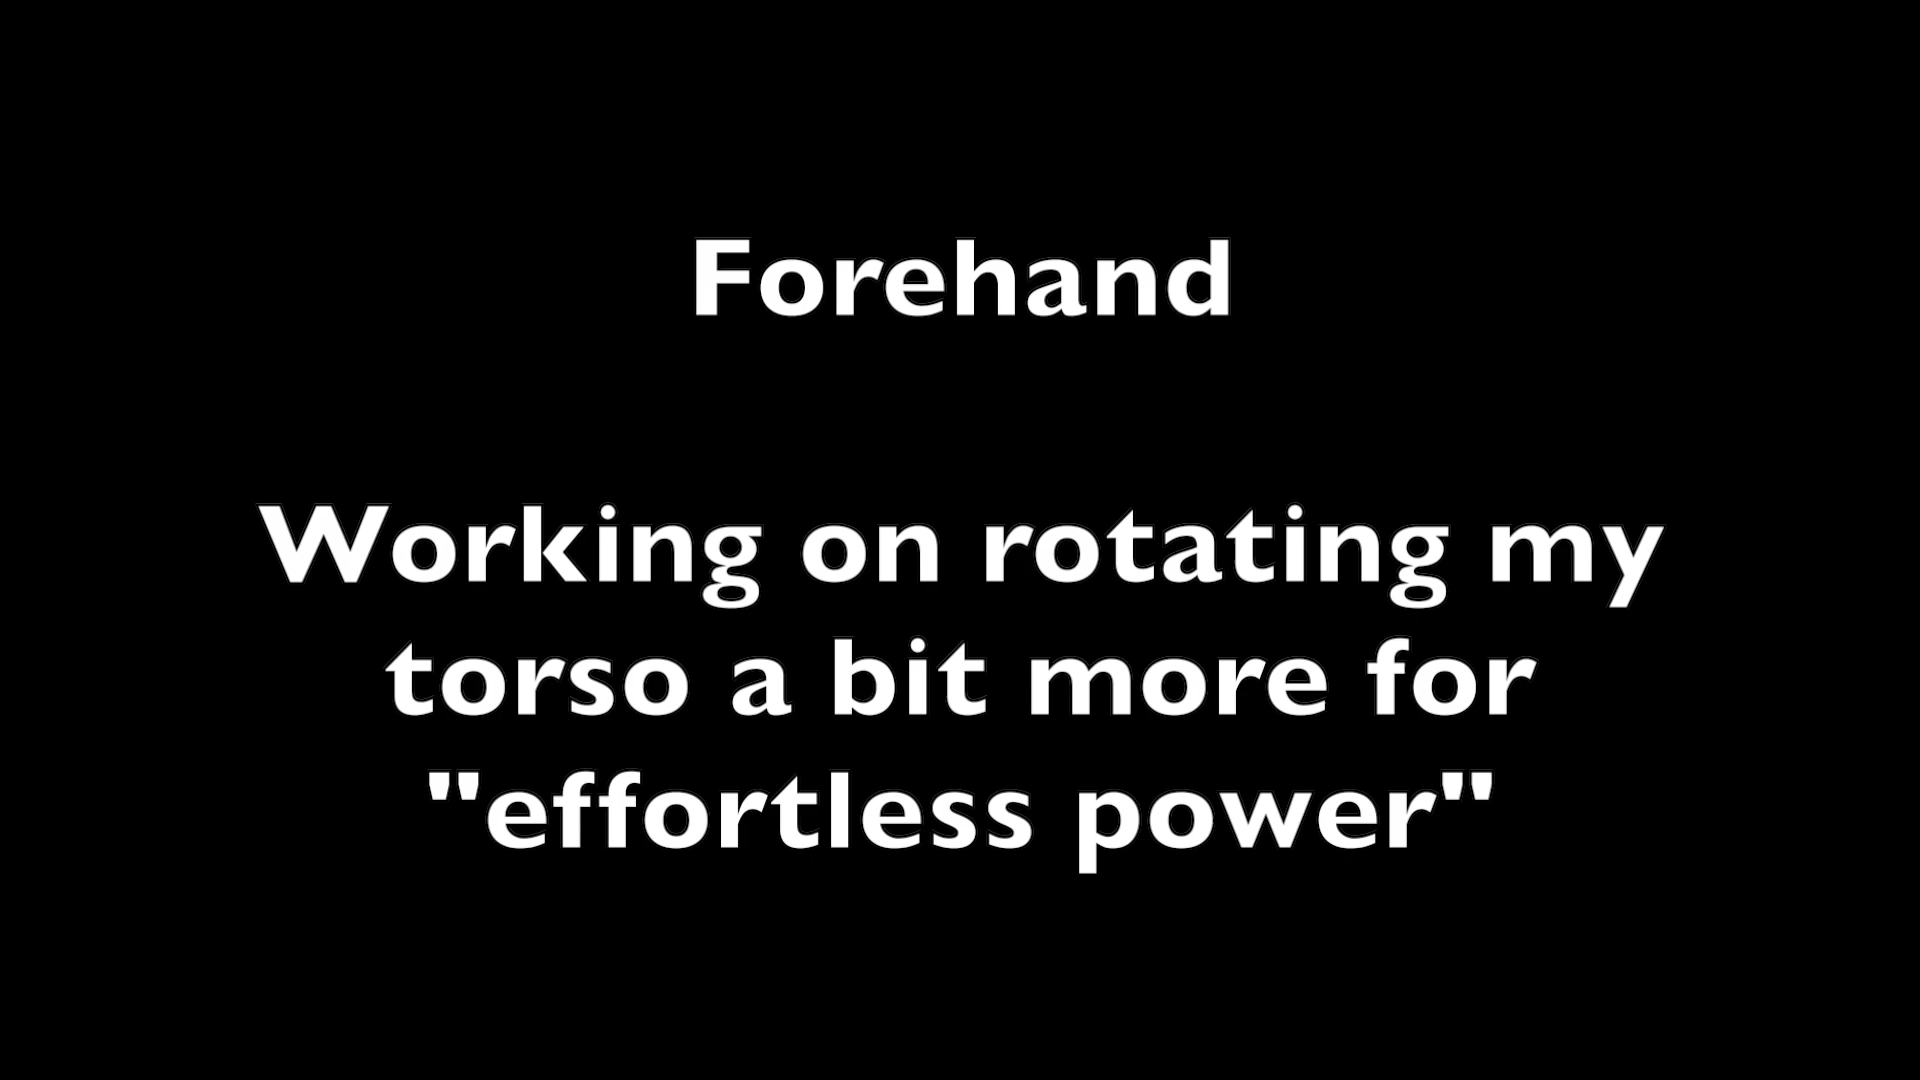 Forehand
Working on rotating my
torso a bit more for
"effortless power"